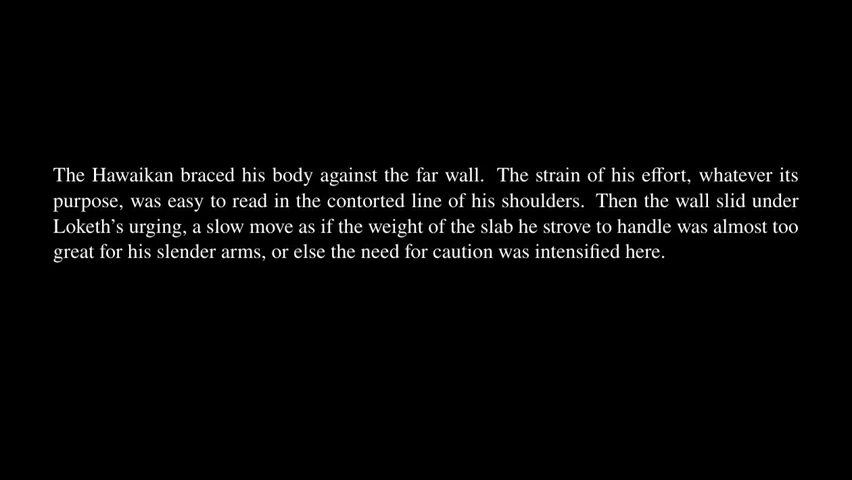 The Hawaikan braced his body against the far wall. The strain of his effort, whatever its
purpose, was easy to read in the contorted line of his shoulders. Then the wall slid under
Loketh’s urging, a slow move as if the weight of the slab he strove to handle was almost too
great for his slender arms, or else the need for caution was intensified here.